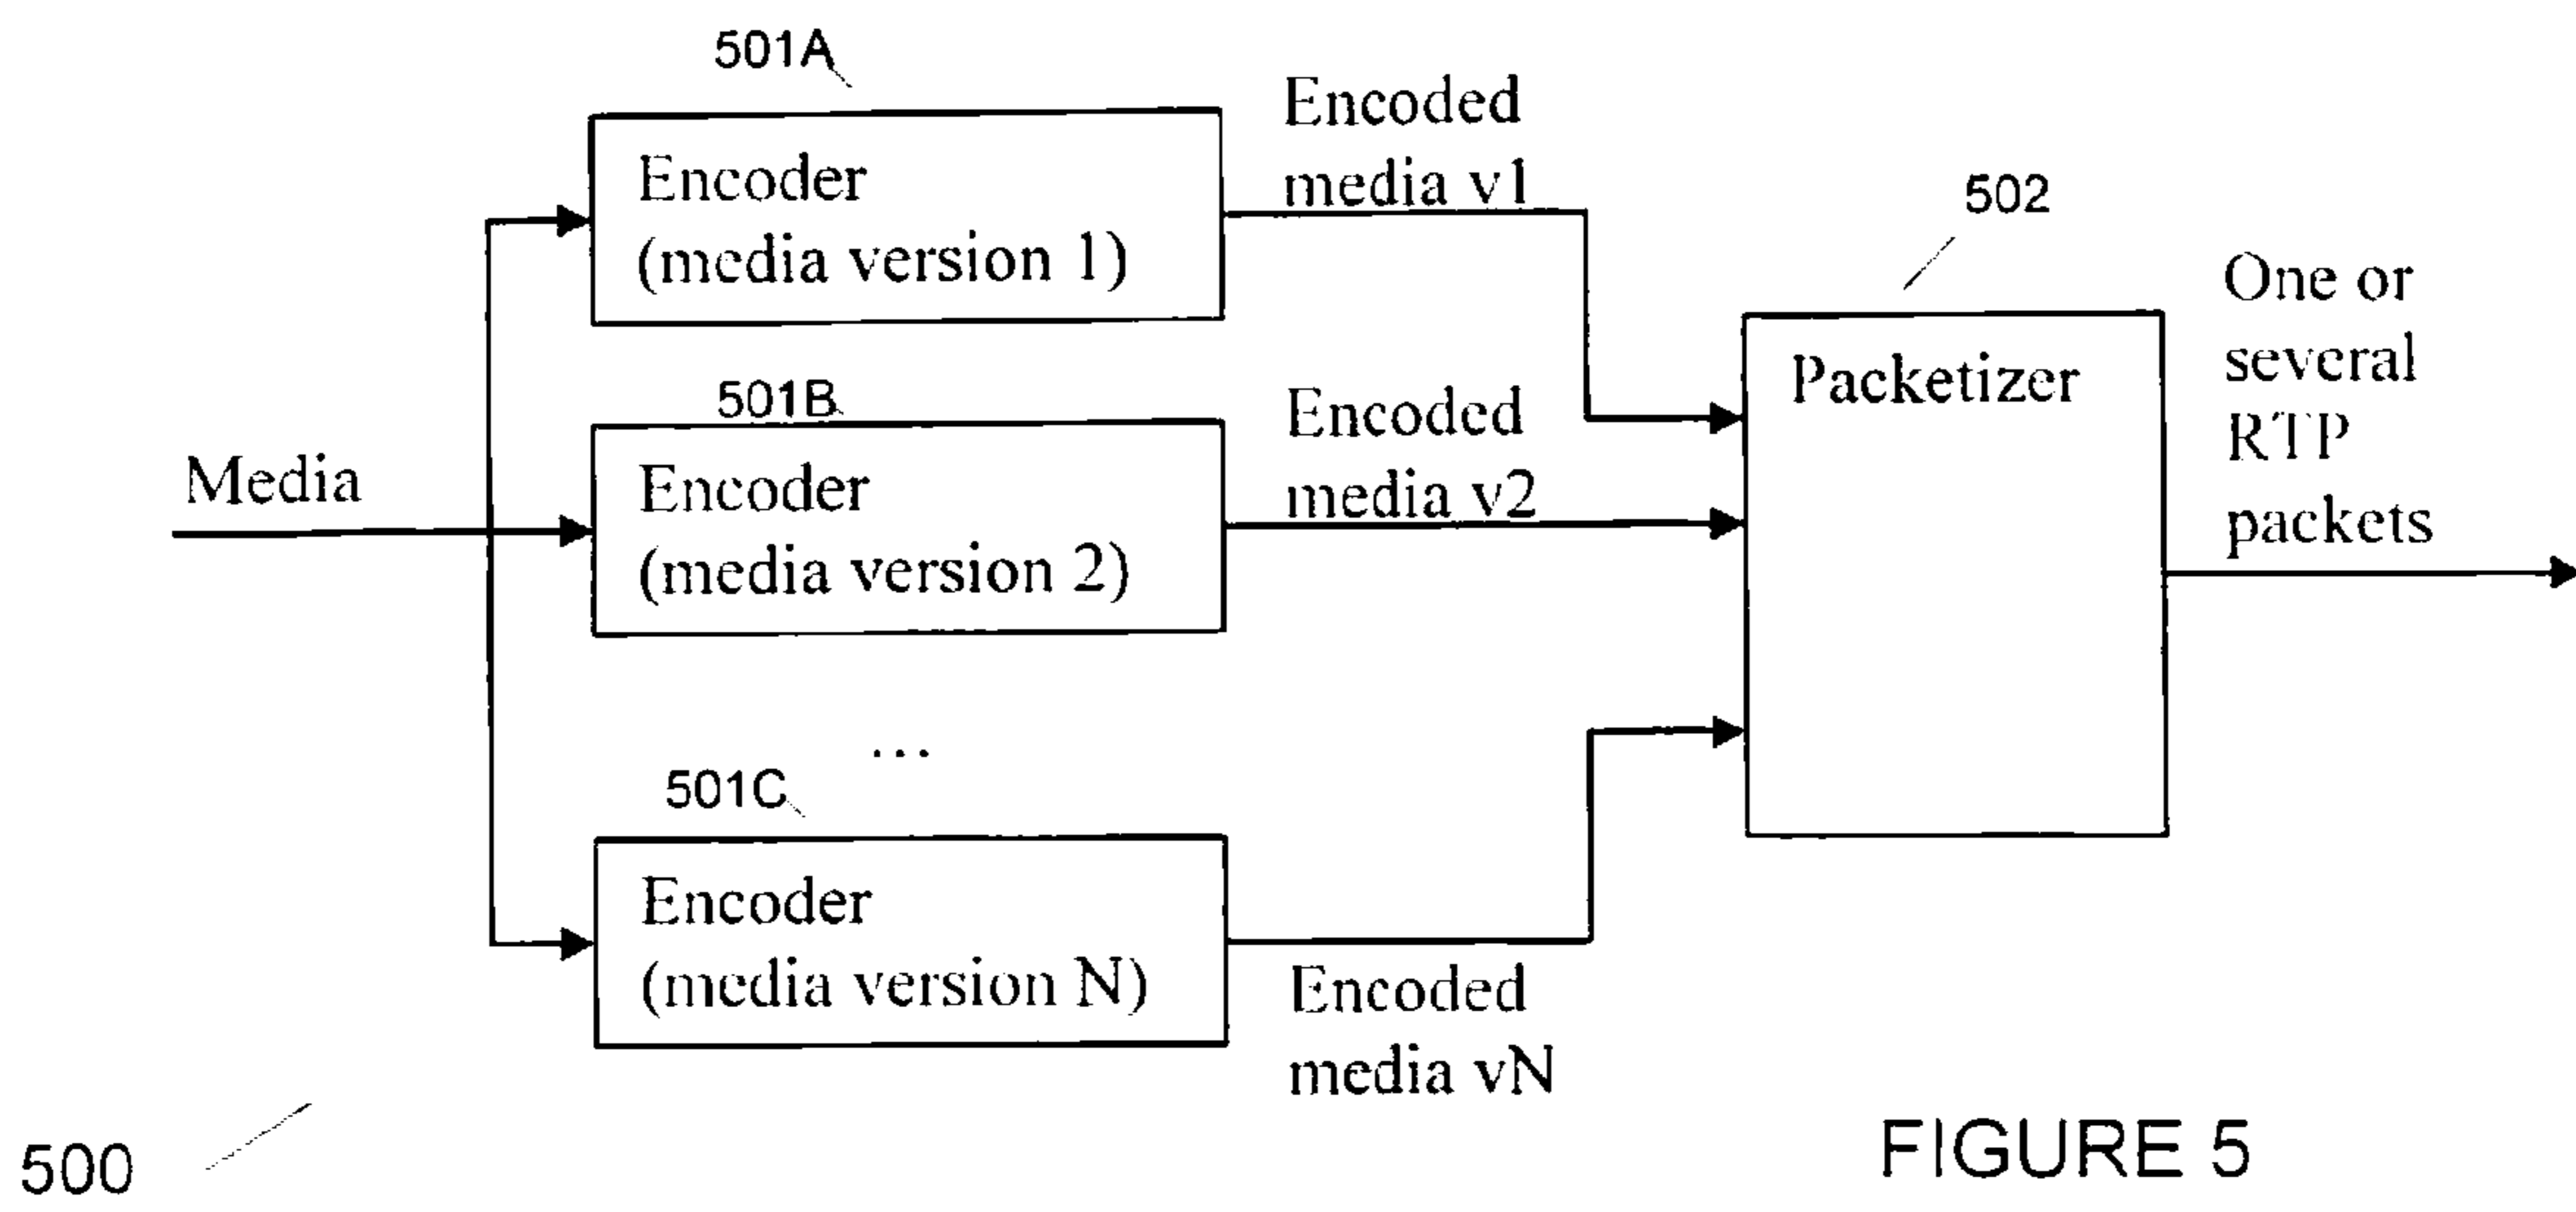 501A
Encoder
(media version 1)
Encoded
media v1
502
One or
several
RTP
packets
Packetizer
501B
Encoder
(media version 2)
Encoded
media v2
Media
...
501C
Encoder
(media version N)
Encoded
media vN
500
FIGURE 5